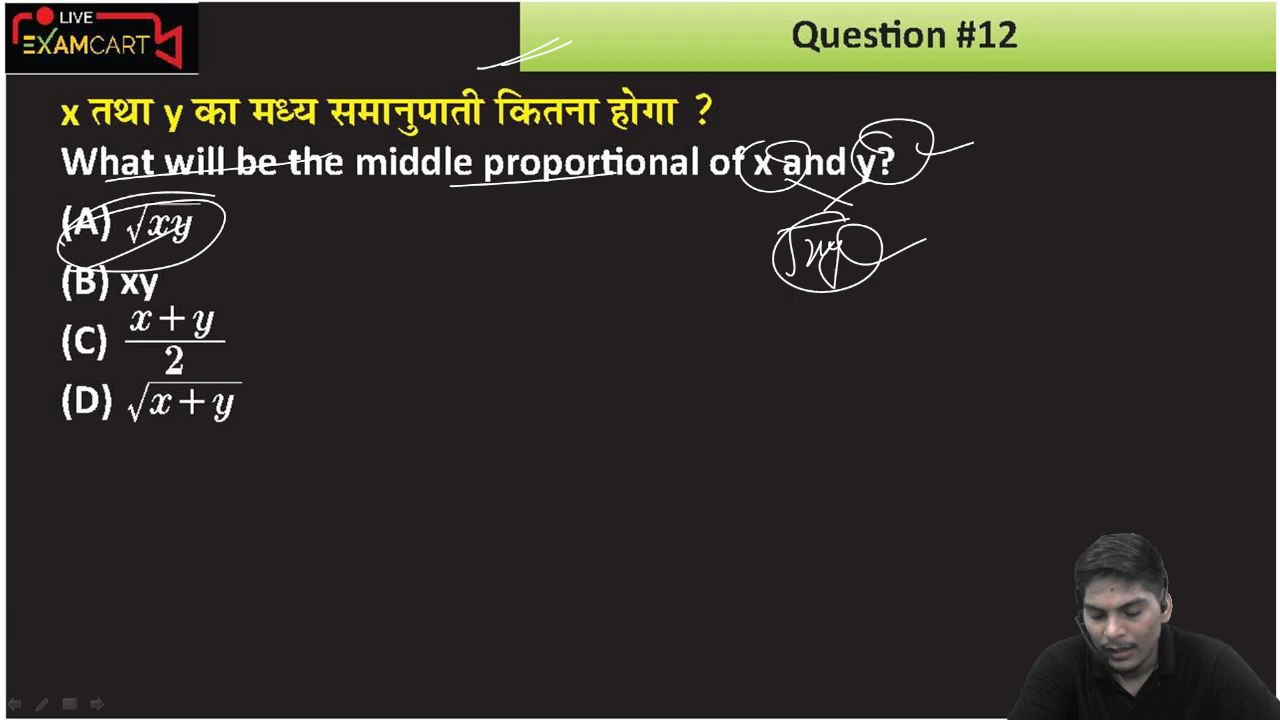 LIVE
EXAMCART
Question #12
x तथा y का मध्य समानुपाती कितना होगा ?
What will be the middle proportional of x and y?
(A) √xy
√xy
(B) xy
(C) x + y / 2
(D) √x + y